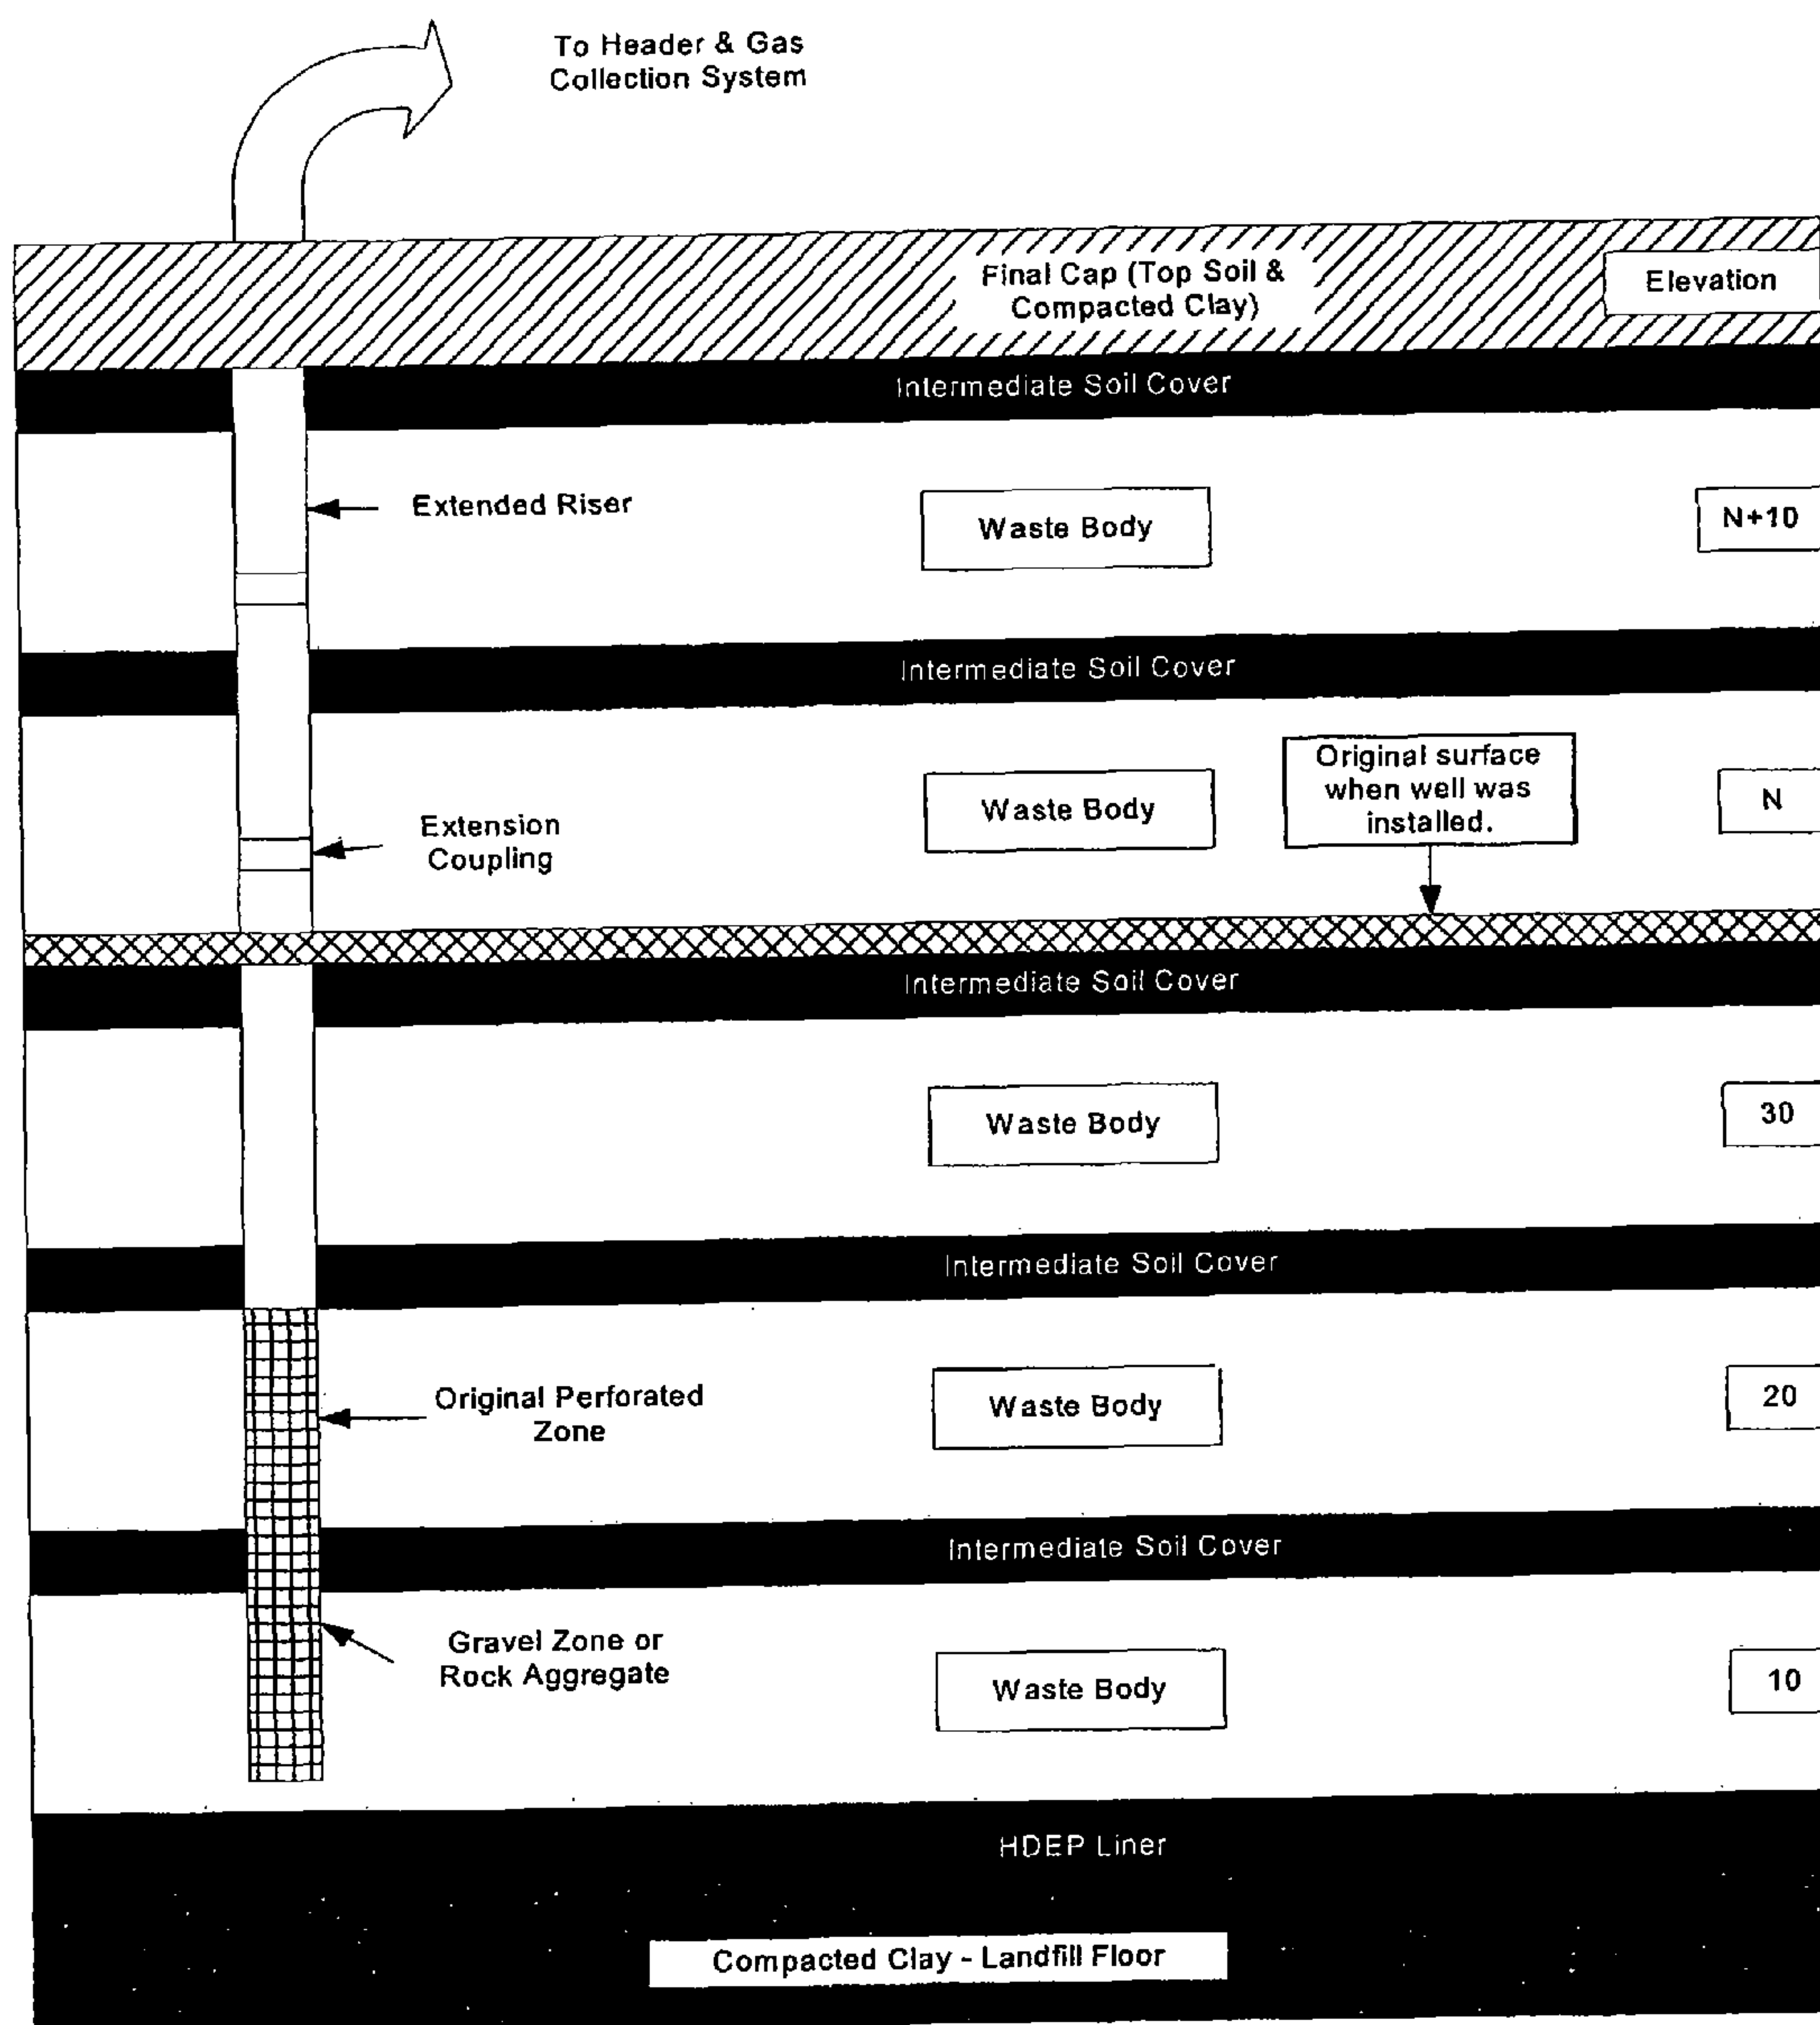 To Header & Gas
Collection System
Final Cap (Top Soil &
Compacted Clay)
Elevation
Intermediate Soil Cover
Extended Riser
Waste Body
N+10
Intermediate Soil Cover
Original surface
when well was
installed.
Waste Body
N
Extension
Coupling
Intermediate Soil Cover
Waste Body
30
Intermediate Soil Cover
Original Perforated
Zone
Waste Body
20
Intermediate Soil Cover
Gravel Zone or
Rock Aggregate
Waste Body
10
HDEP Liner
Compacted Clay - Landfill Floor